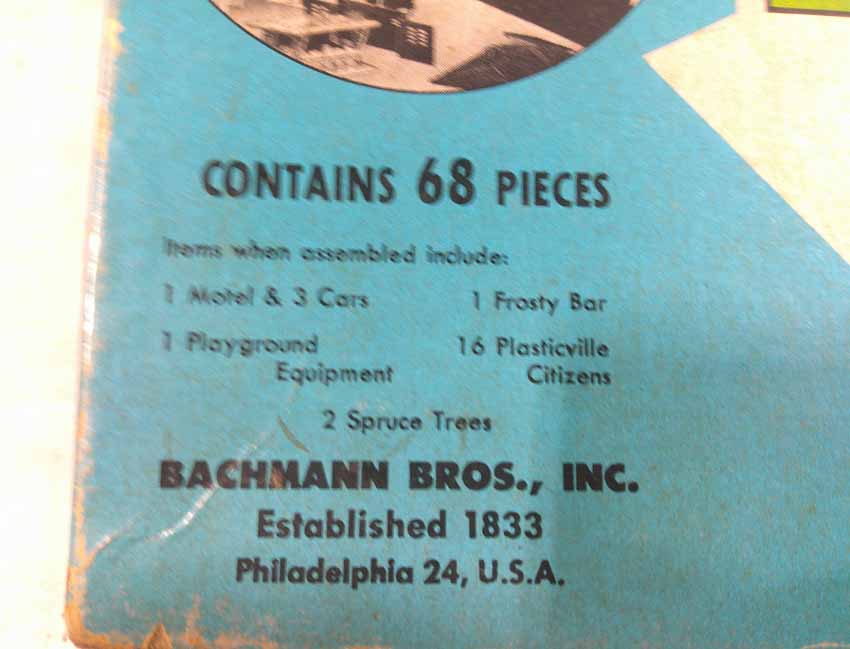 CONTAINS 68 PIECES
Items when assembled include:
1 Motel & 3 Cars
1 Frosty Bar
1 Playground Equipment
16 Plasticville Citizens
2 Spruce Trees
BACHMANN BROS., INC.
Established 1833
Philadelphia 24, U.S.A.